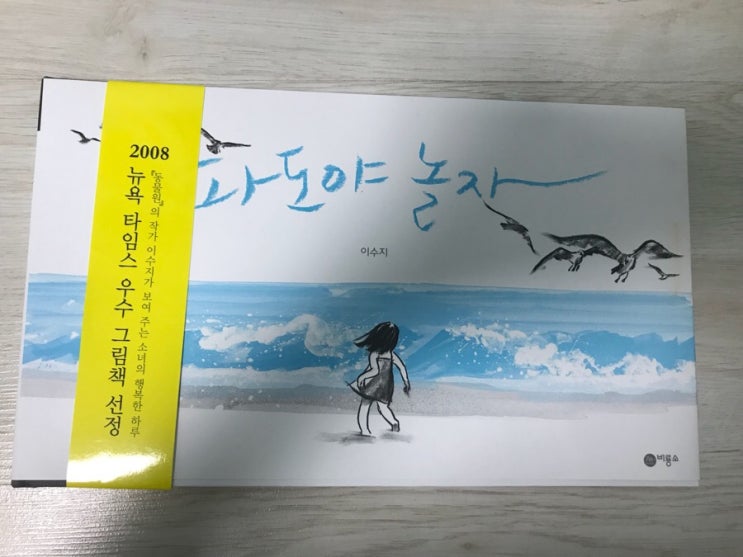 2008
뉴욕 타임스 우수 그림책 선정
『동물원』의 작가 이수지가 보여 주는 소녀의 행복한 하루
파도야 놀자
이수지
비룡소